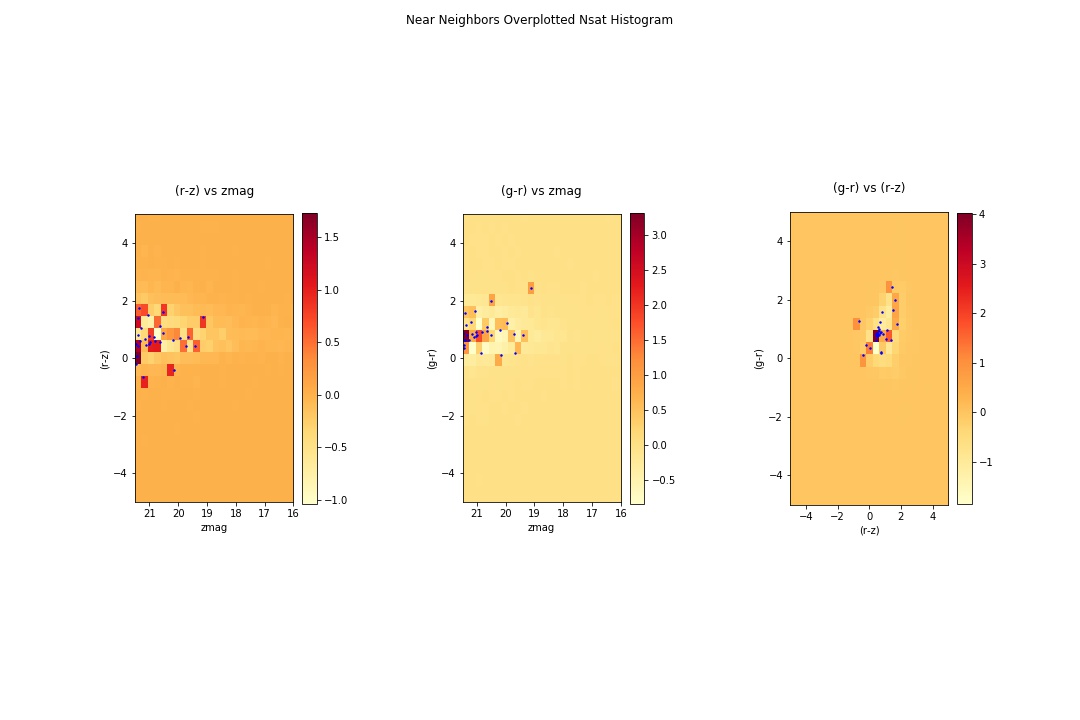 Near Neighbors Overplotted Nsat Histogram
(r-z) vs zmag
(g-r) vs zmag
(g-r) vs (r-z)
4
2
0
−2
−4
(r-z)
21 20 19 18 17 16
zmag
1.5
1.0
0.5
0.0
−0.5
−1.0
4
2
0
−2
−4
(g-r)
21 20 19 18 17 16
zmag
3.0
2.5
2.0
1.5
1.0
0.5
0.0
−0.5
4
2
0
−2
−4
(g-r)
−4 −2 0 2 4
(r-z)
4
3
2
1
0
−1